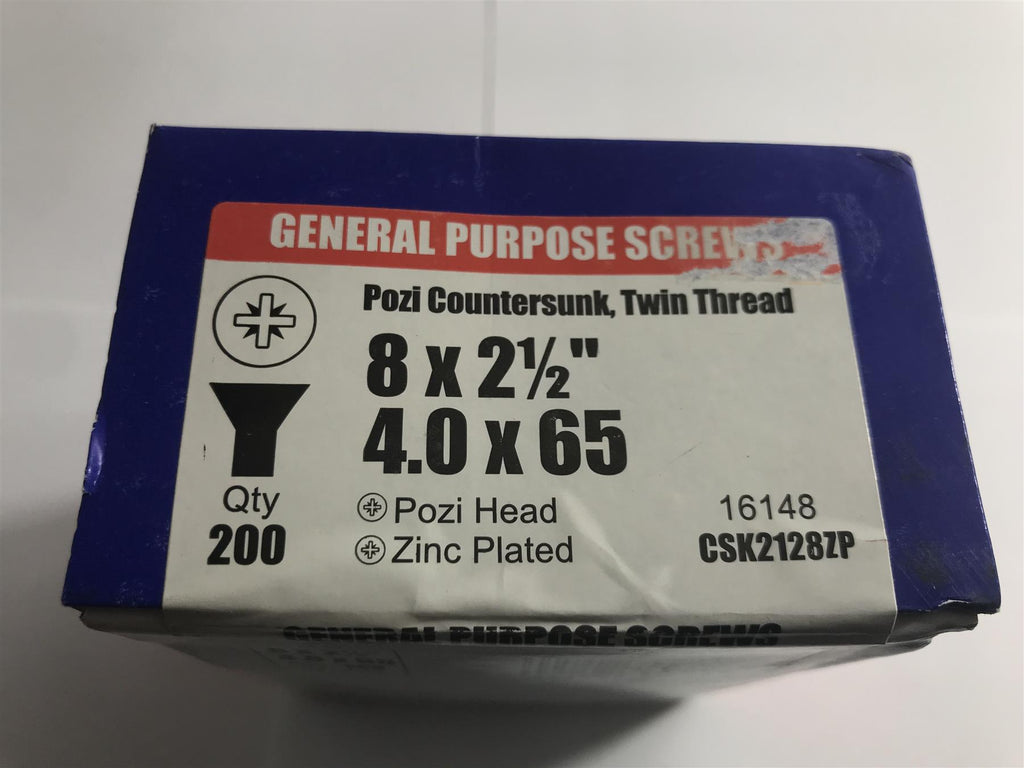 GENERAL PURPOSE SCREWS
Pozi Countersunk, Twin Thread
8 x 2½"
4.0 x 65
Qty
200
Pozi Head
Zinc Plated
16148
CSK2128ZP
GENERAL PURPOSE SCREWS